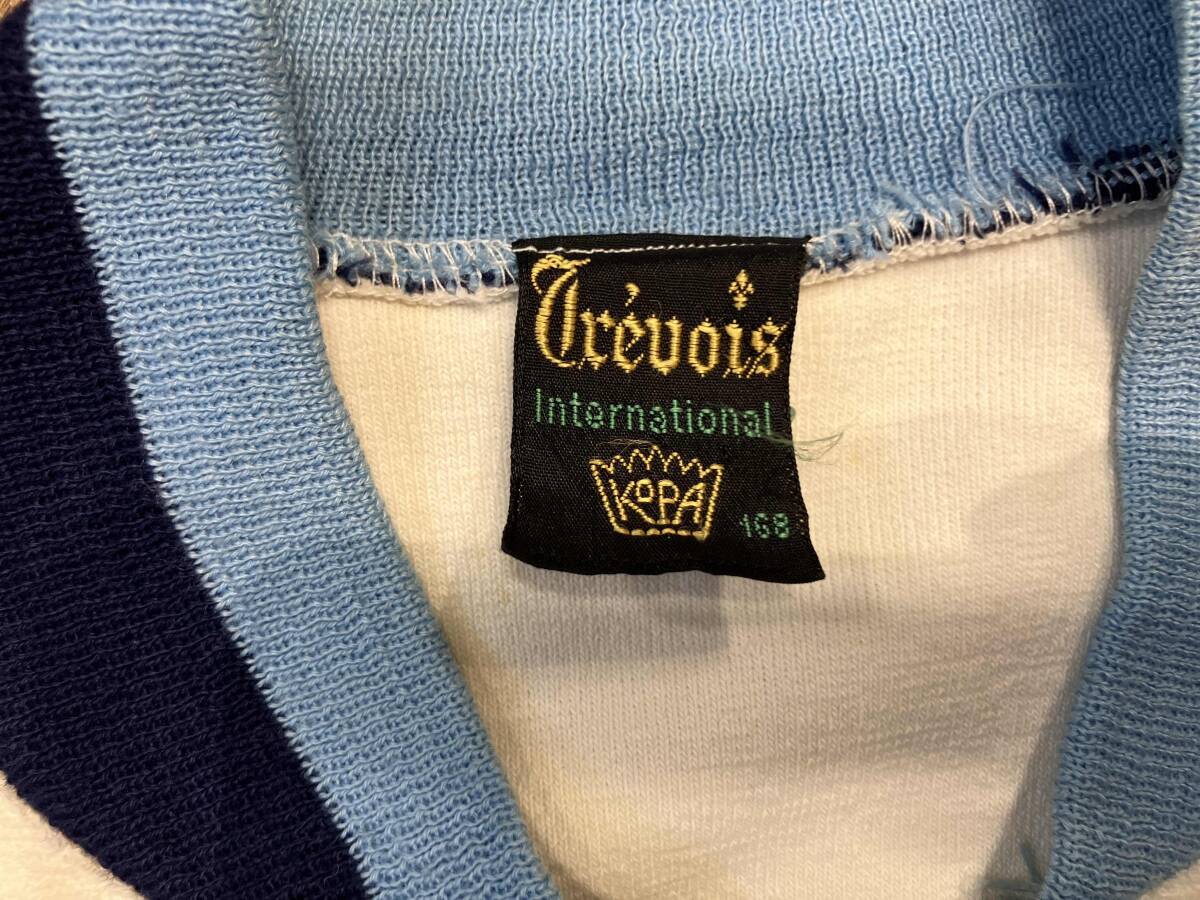 Trévois
International
KOPA
168